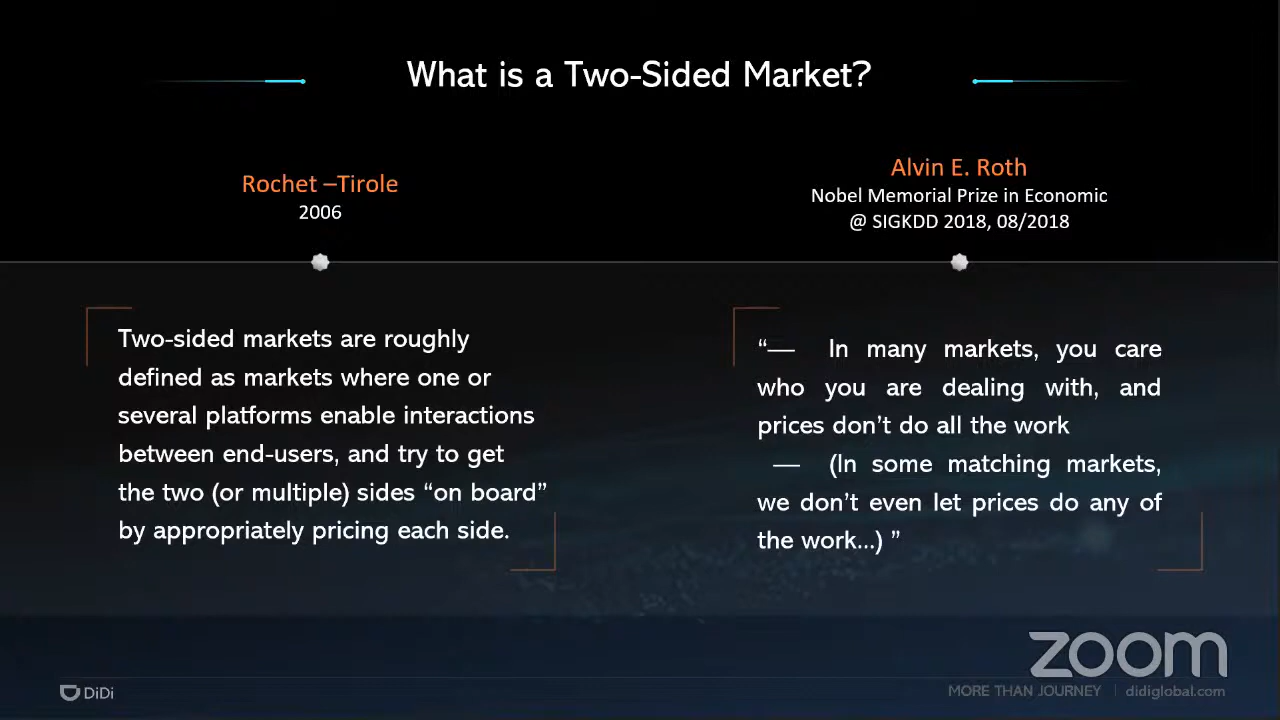 What is a Two-Sided Market?
Rochet –Tirole
2006
Two-sided markets are roughly
defined as markets where one or
several platforms enable interactions
between end-users, and try to get
the two (or multiple) sides “on board”
by appropriately pricing each side.
Alvin E. Roth
Nobel Memorial Prize in Economic
@ SIGKDD 2018, 08/2018
“— In many markets, you care
who you are dealing with, and
prices don’t do all the work
— (In some matching markets,
we don’t even let prices do any of
the work...) ”
zoom
DiDi
MORE THAN JOURNEY | didiglobal.com